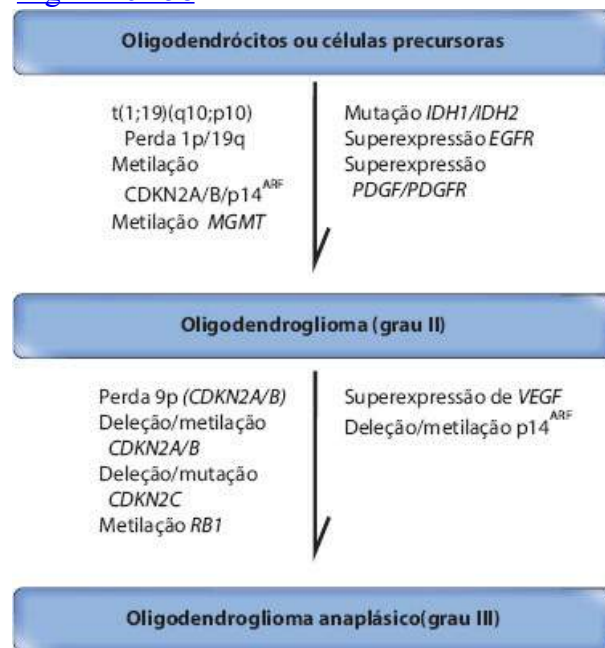 Oligodendrócitos ou células precursoras
t(1;19)(q10;p10)
Perda 1p/19q
Metilação
CDKN2A/B/p14ARF
Metilação MGMT
Mutação IDH1/IDH2
Superexpressão EGFR
Superexpressão
PDGF/PDGFR
Oligodendroglioma (grau II)
Perda 9p (CDKN2A/B)
Deleção/metilação
CDKN2A/B
Deleção/mutação
CDKN2C
Metilação RB1
Superexpressão de VEGF
Deleção/metilação p14ARF
Oligodendroglioma anaplásico(grau III)